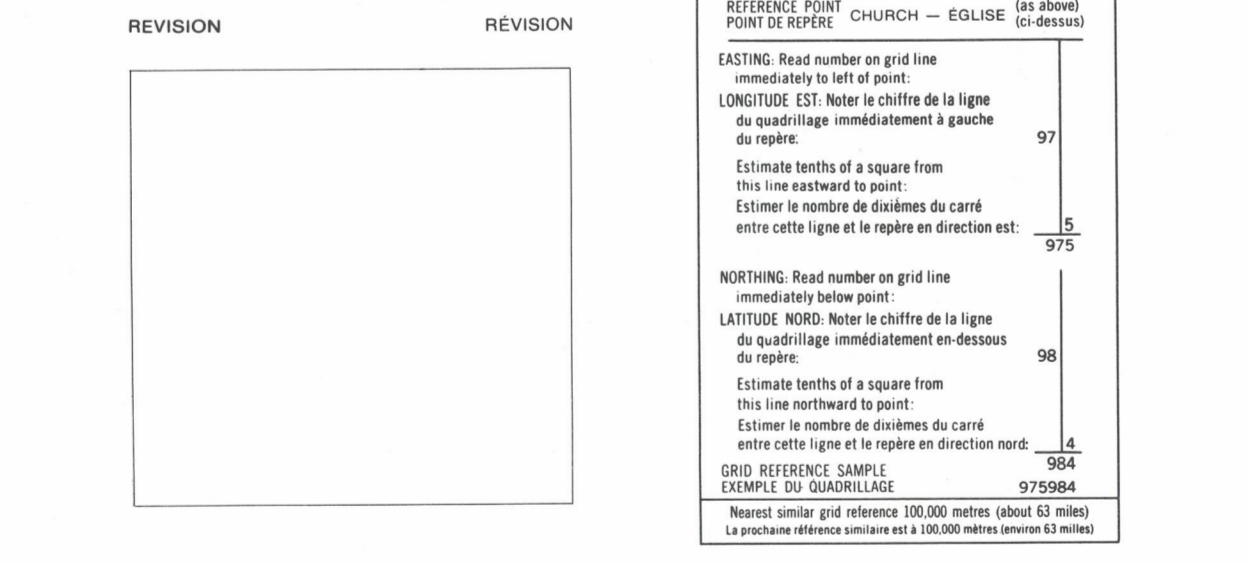 REVISION
RÉVISION
REFERENCE POINT
POINT DE REPÈRE
CHURCH — ÉGLISE
(as above)
(ci-dessus)
EASTING: Read number on grid line
immediately to left of point:
LONGITUDE EST: Noter le chiffre de la ligne
du quadrillage immédiatement à gauche
du repère: 97
Estimate tenths of a square from
this line eastward to point:
Estimer le nombre de dixièmes du carré
entre cette ligne et le repère en direction est: 5
975
NORTHING: Read number on grid line
immediately below point:
LATITUDE NORD: Noter le chiffre de la ligne
du quadrillage immédiatement en-dessous
du repère: 98
Estimate tenths of a square from
this line northward to point:
Estimer le nombre de dixièmes du carré
entre cette ligne et le repère en direction nord: 4
984
GRID REFERENCE SAMPLE
EXEMPLE DU QUADRILLAGE 975984
Nearest similar grid reference 100,000 metres (about 63 miles)
La prochaine référence similaire est à 100,000 mètres (environ 63 milles)